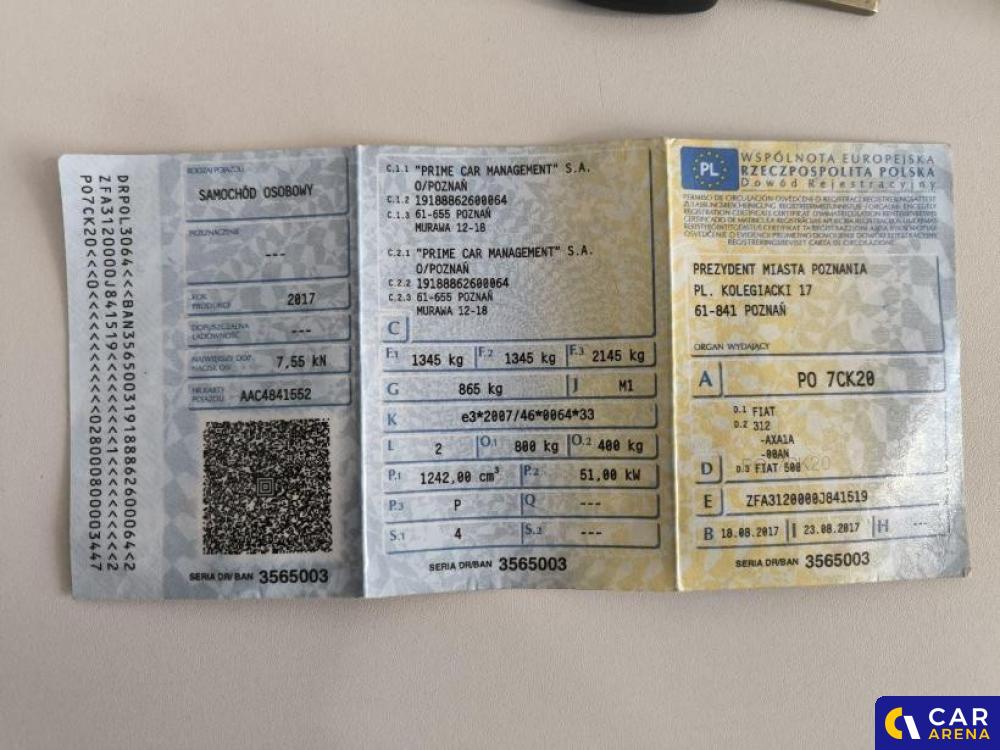 DRPOL3064<<BAN3565003191888626000<64<<2
ZFA3120000J841519<<<<<<<<<<<1<<<<<<<<<2
PO7CK20<<<0<<<<<<<<<<<<028000800003447
RODZAJ POJAZDU
SAMOCHÓD OSOBOWY
PRZEZNACZENIE
---
ROK PRODUKCJI 2017
DOPUSZCZALNA ŁADOWNOŚĆ ---
NAJWIĘKSZY DOP. NACISK OSI 7,55 kN
NR KARTY POJAZDU AAC4841552
SERIA DR/BAN 3565003
C.1.1 "PRIME CAR MANAGEMENT" S.A.
O/POZNAŃ
C.1.2 19188862600064
C.1.3 61-655 POZNAŃ
MURAWA 12-18
C.2.1 "PRIME CAR MANAGEMENT" S.A.
O/POZNAŃ
C.2.2 19188862600064
C.2.3 61-655 POZNAŃ
MURAWA 12-18
C
F.1 1345 kg F.2 1345 kg F.3 2145 kg
G 865 kg J M1
K e3*2007/46*0064*33
L 2 O.1 800 kg O.2 400 kg
P.1 1242,00 cm³ P.2 51,00 kW
P.3 P Q ---
S.1 4 S.2 ---
SERIA DR/BAN 3565003
PL
WSPÓLNOTA EUROPEJSKA
RZECZPOSPOLITA POLSKA
Dowód Rejestracyjny
PREZYDENT MIASTA POZNANIA
PL. KOLEGIACKI 17
61-841 POZNAŃ
ORGAN WYDAJĄCY
A PO 7CK20
D.1 FIAT
D.2 312
-AXA1A
-00AN
D D.3 FIAT 500
E ZFA3120000J841519
B 18.08.2017 I 23.08.2017 H ---
SERIA DR/BAN 3565003
CAR
ARENA